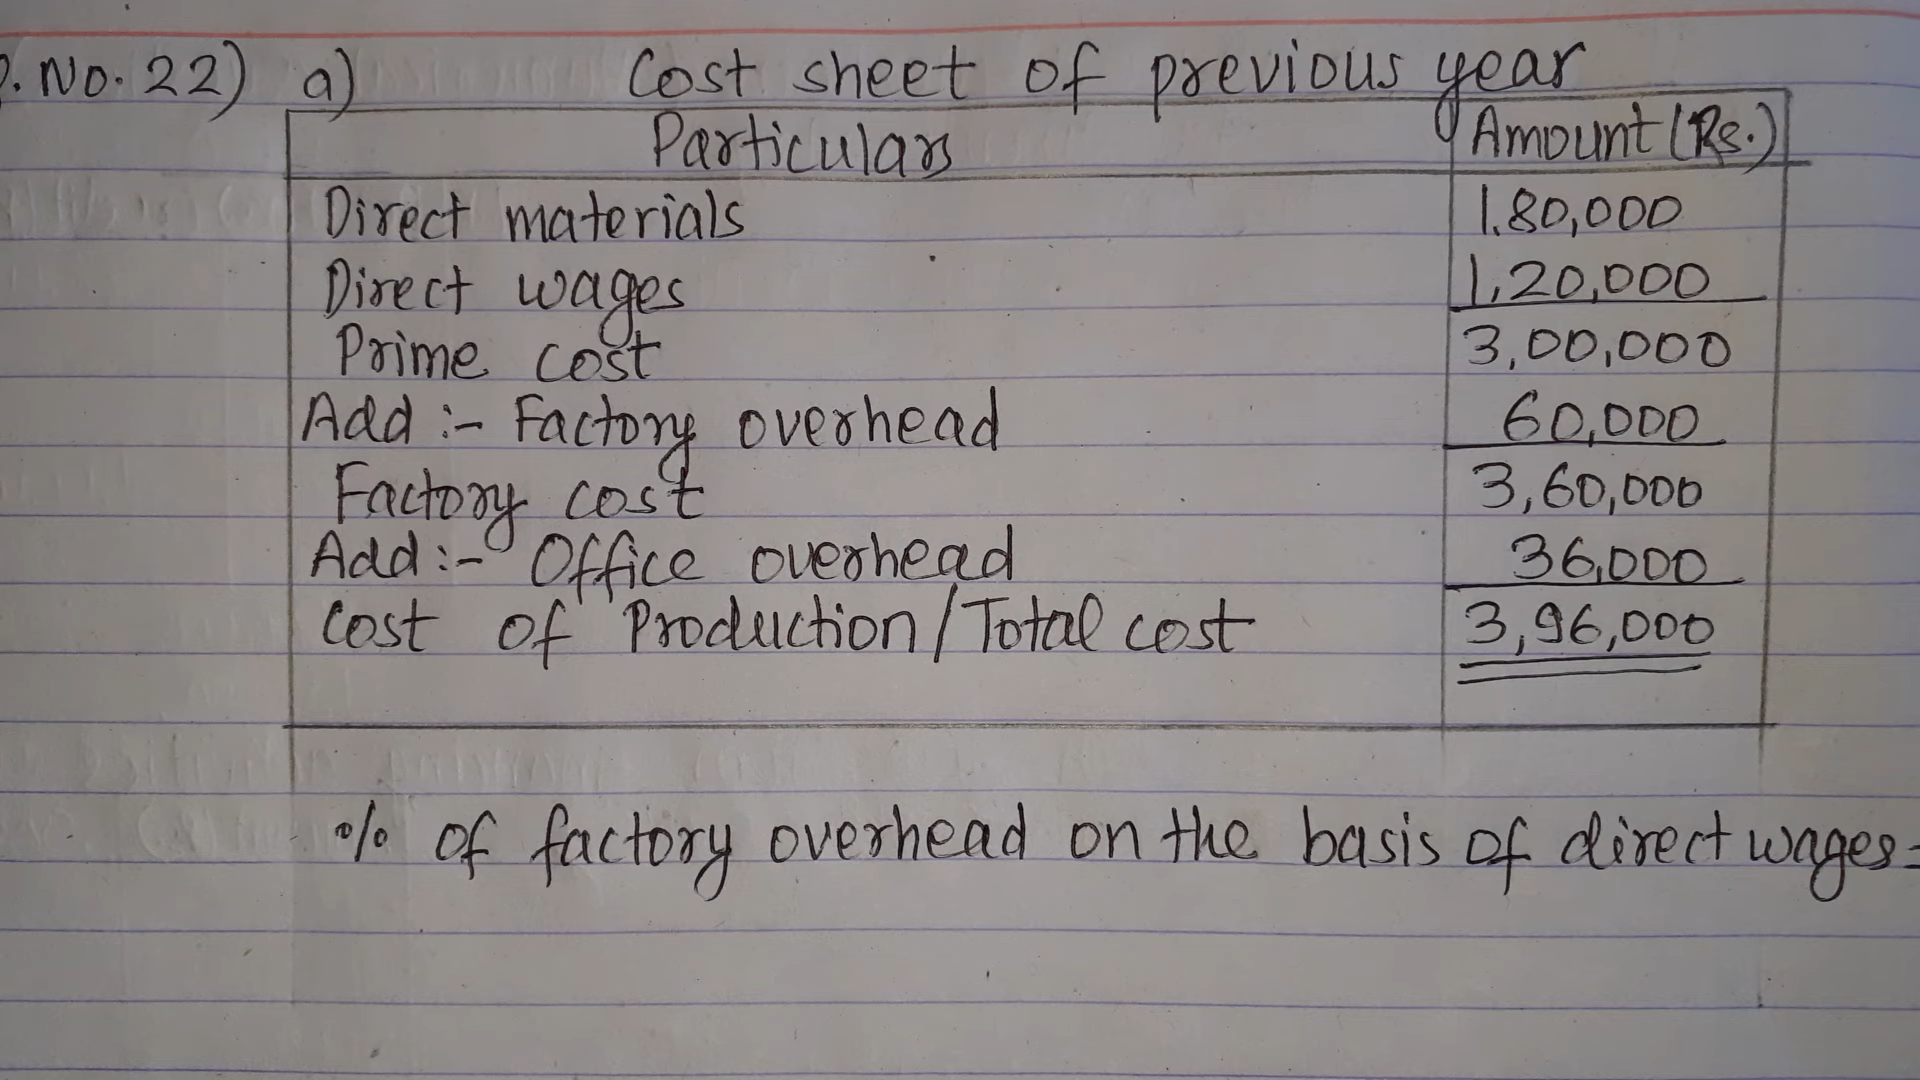 . No. 22) a) Cost sheet of previous year
Particulars Amount (Rs.)
Direct materials 1,80,000
Direct wages 1,20,000
Prime cost 3,00,000
Add :- Factory overhead 60,000
Factory cost 3,60,000
Add :- Office overhead 36,000
Cost of Production/Total cost 3,96,000
% of factory overhead on the basis of direct wages =